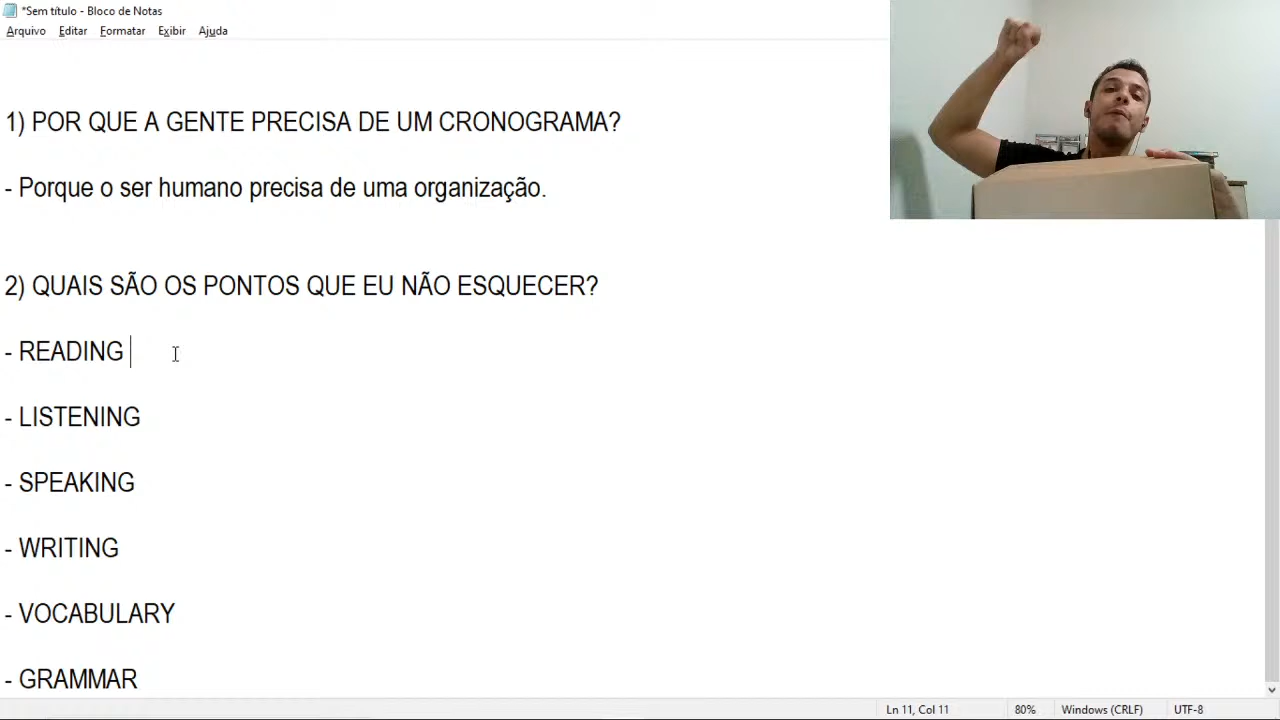 *Sem título - Bloco de Notas
Arquivo Editar Formatar Exibir Ajuda
1) POR QUE A GENTE PRECISA DE UM CRONOGRAMA?
- Porque o ser humano precisa de uma organização.
2) QUAIS SÃO OS PONTOS QUE EU NÃO ESQUECER?
- READING
- LISTENING
- SPEAKING
- WRITING
- VOCABULARY
- GRAMMAR
Ln 11, Col 11 80% Windows (CRLF) UTF-8